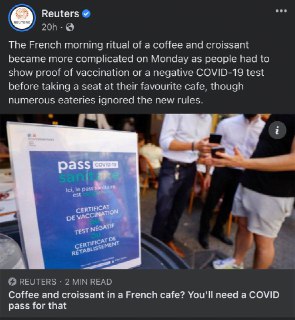 Reuters
20h ·
The French morning ritual of a coffee and croissant
became more complicated on Monday as people had to
show proof of vaccination or a negative COVID-19 test
before taking a seat at their favourite cafe, though
numerous eateries ignored the new rules.
pass COVID-19
sanitaire
Ici, le pass sanitaire
est
CERTIFICAT
DE VACCINATION
TEST NÉGATIF
CERTIFICAT DE
RÉTABLISSEMENT
REUTERS · 2 MIN READ
Coffee and croissant in a French cafe? You'll need a COVID
pass for that